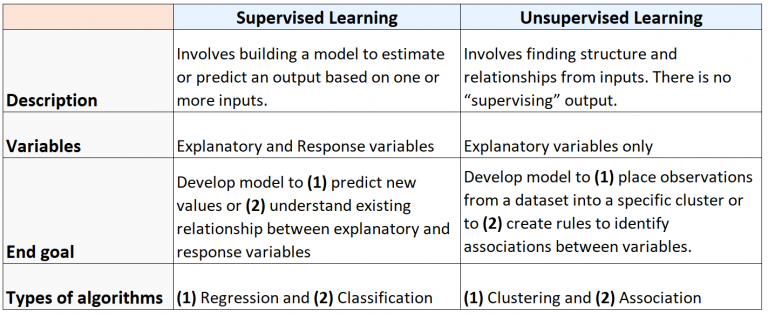 Supervised Learning
Unsupervised Learning
Description
Involves building a model to estimate
or predict an output based on one or
more inputs.
Involves finding structure and
relationships from inputs. There is no
“supervising” output.
Variables
Explanatory and Response variables
Explanatory variables only
End goal
Develop model to (1) predict new
values or (2) understand existing
relationship between explanatory and
response variables
Develop model to (1) place observations
from a dataset into a specific cluster or
to (2) create rules to identify
associations between variables.
Types of algorithms
(1) Regression and (2) Classification
(1) Clustering and (2) Association